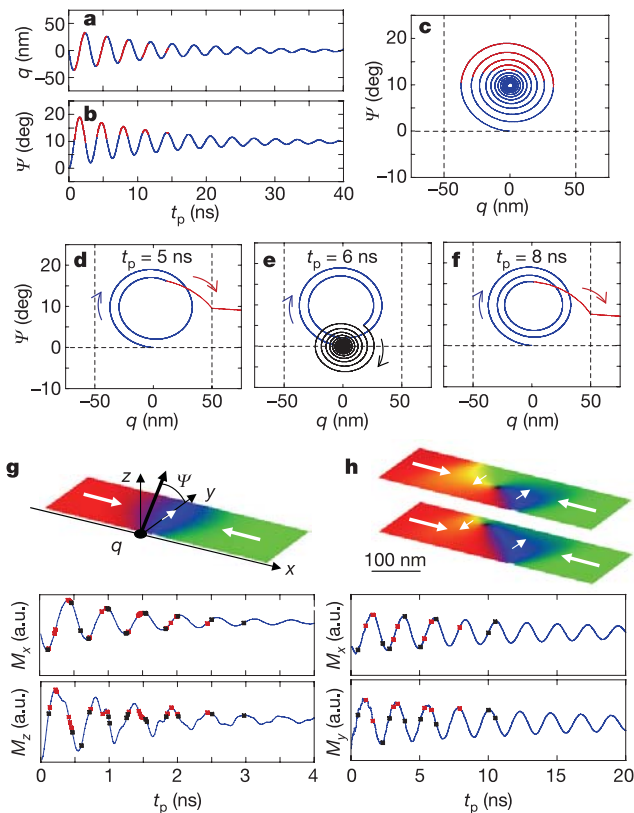 a
50
0
−50
q (nm)
b
20
10
0
Ψ (deg)
0 10 20 30 40
t_p (ns)
c
20
10
0
−10
Ψ (deg)
−50 0 50
q (nm)
d
t_p = 5 ns
20
10
0
−10
Ψ (deg)
−50 0 50
q (nm)
e
t_p = 6 ns
−50 0 50
q (nm)
f
t_p = 8 ns
−50 0 50
q (nm)
g
z
Ψ
y
q
x
h
100 nm
M_x (a.u.)
M_z (a.u.)
0 1 2 3 4
t_p (ns)
M_x (a.u.)
M_y (a.u.)
0 5 10 15 20
t_p (ns)